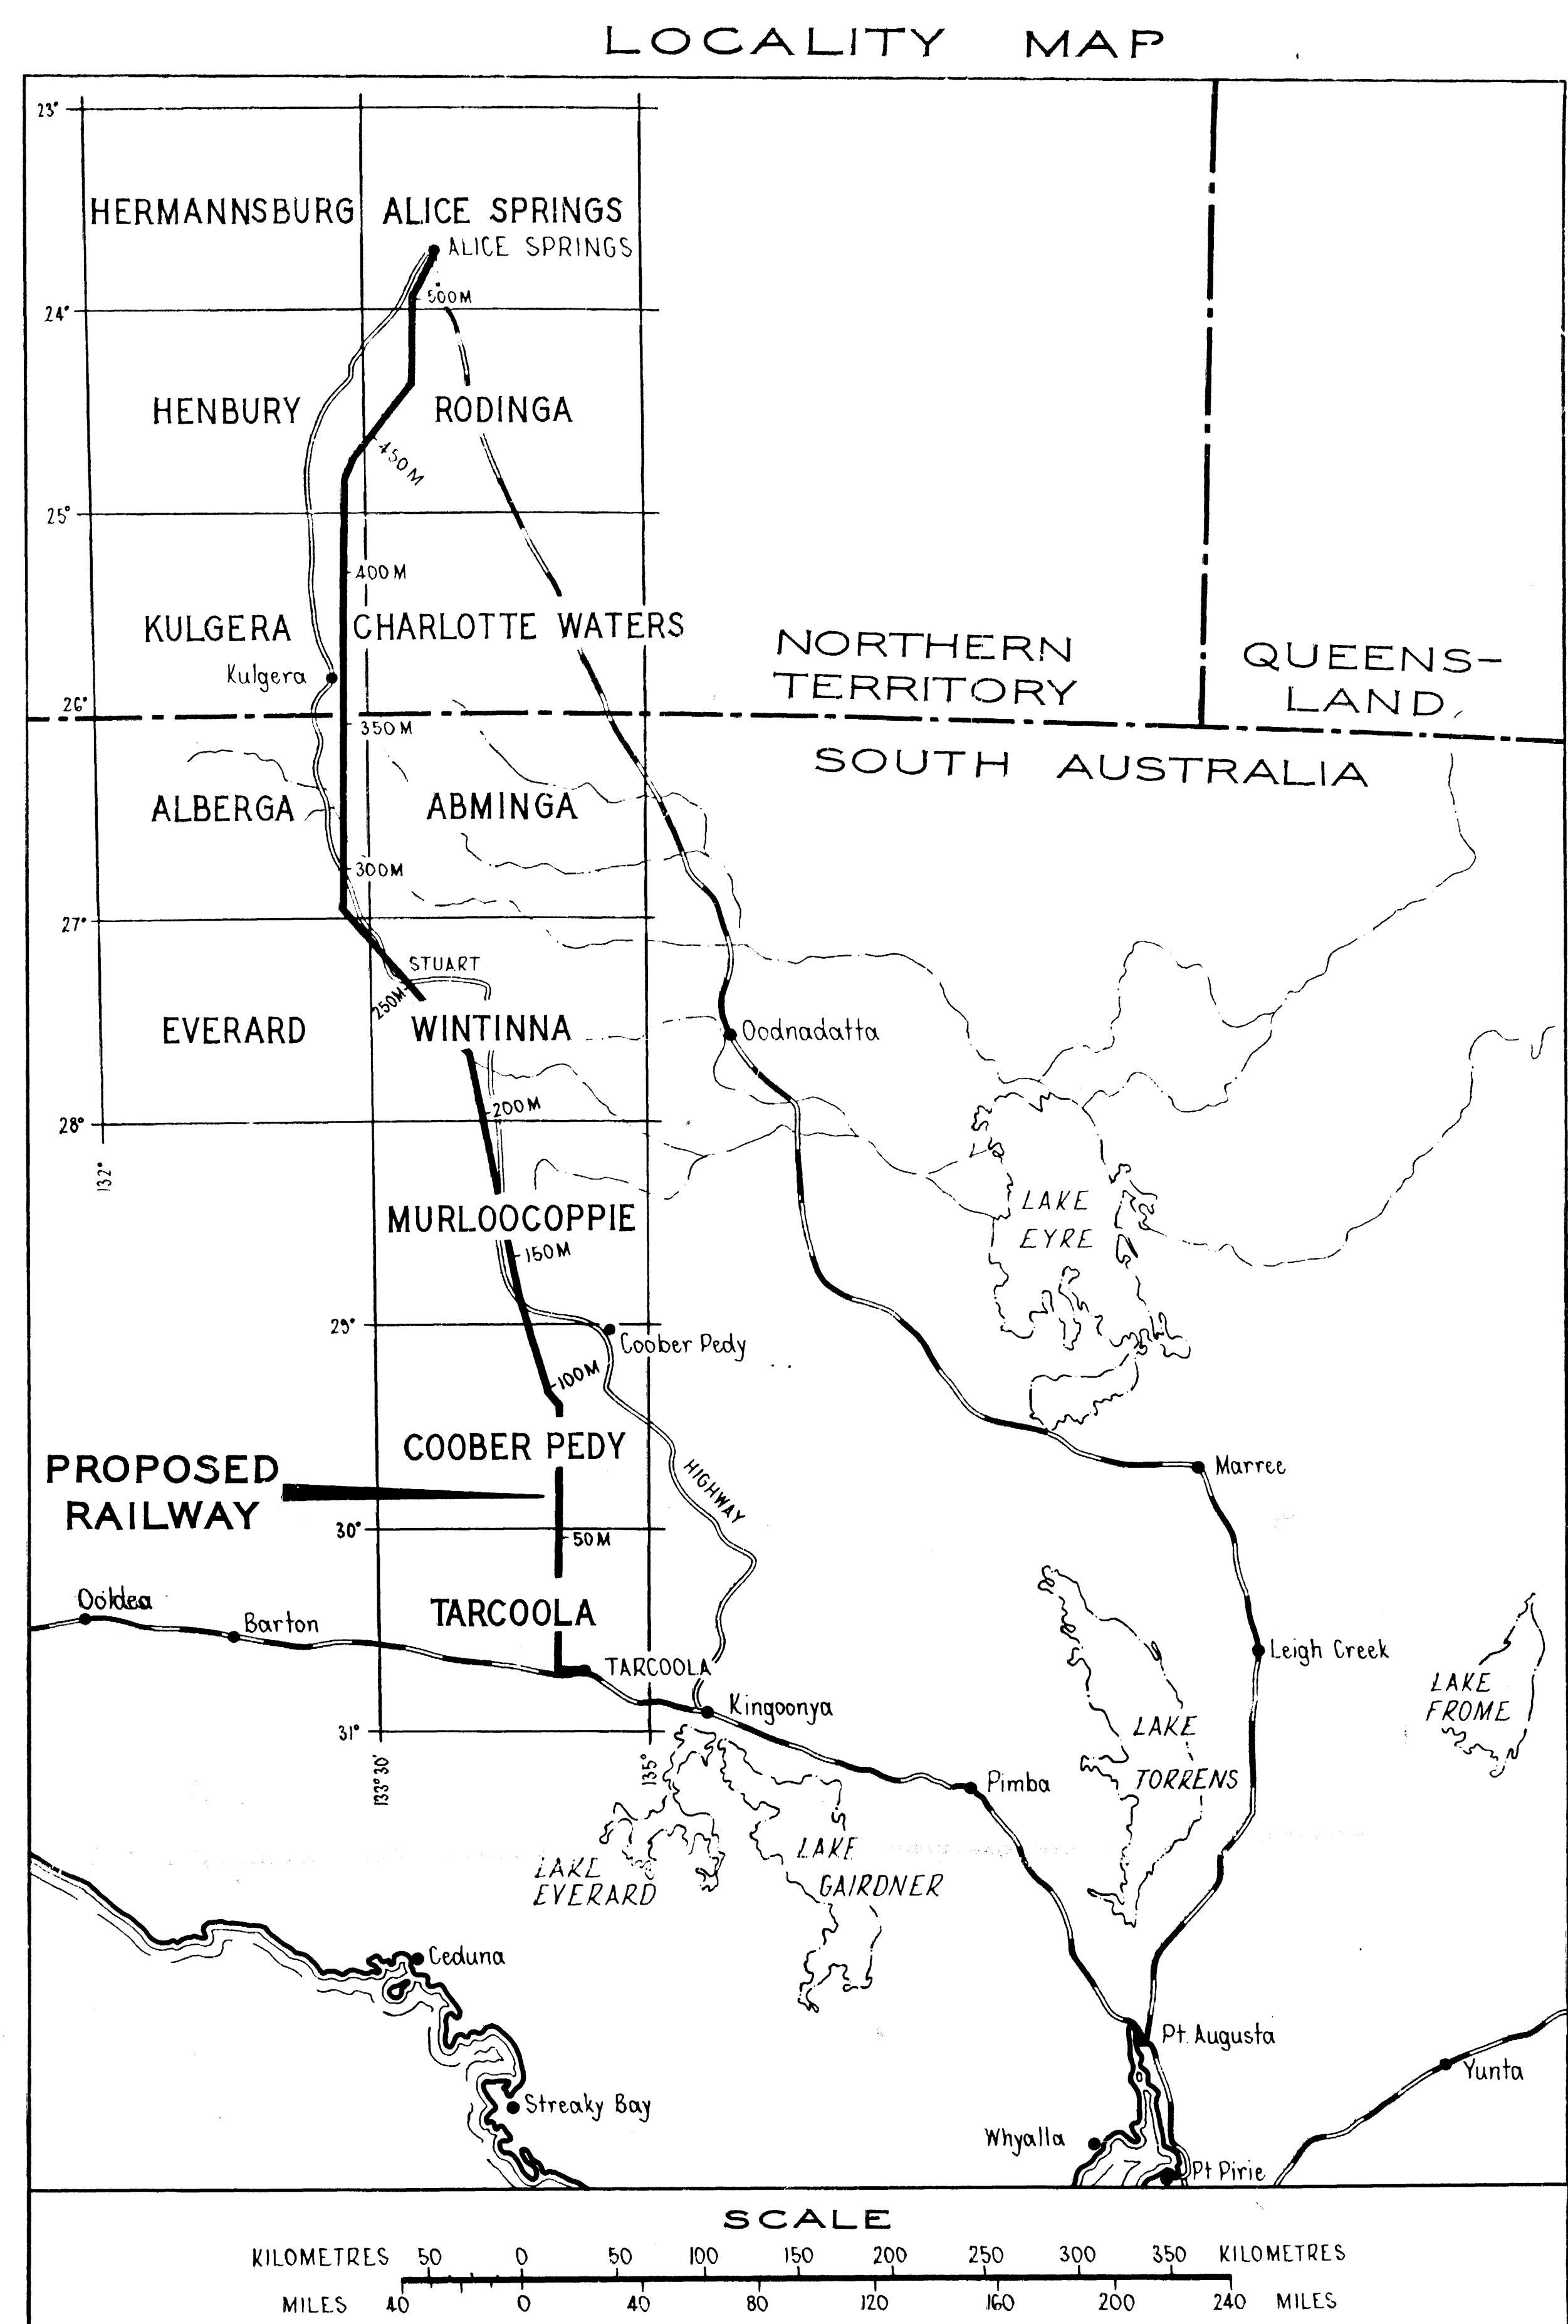 LOCALITY MAP
23°
HERMANNSBURG
ALICE SPRINGS
ALICE SPRINGS
500M
24°
HENBURY
RODINGA
450M
25°
400M
KULGERA
CHARLOTTE WATERS
Kulgera
NORTHERN
TERRITORY
QUEENS-
LAND
26°
350M
SOUTH AUSTRALIA
ALBERGA
ABMINGA
300M
27°
STUART
250M
EVERARD
WINTINNA
Oodnadatta
200M
28°
132°
LAKE
EYRE
MURLOOCOPPIE
150M
29°
Coober Pedy
100M
COOBER PEDY
PROPOSED
RAILWAY
HIGHWAY
Marree
30°
50M
Ooldea
Barton
TARCOOLA
TARCOOLA
Leigh Creek
Kingoonya
LAKE
FROME
31°
133°30'
135°
LAKE
TORRENS
Pimba
LAKE
GAIRDNER
LAKE
EVERARD
Ceduna
Pt. Augusta
Yunta
Streaky Bay
Whyalla
Pt Pirie
SCALE
KILOMETRES 50 0 50 100 150 200 250 300 350 KILOMETRES
MILES 40 0 40 80 120 160 200 240 MILES